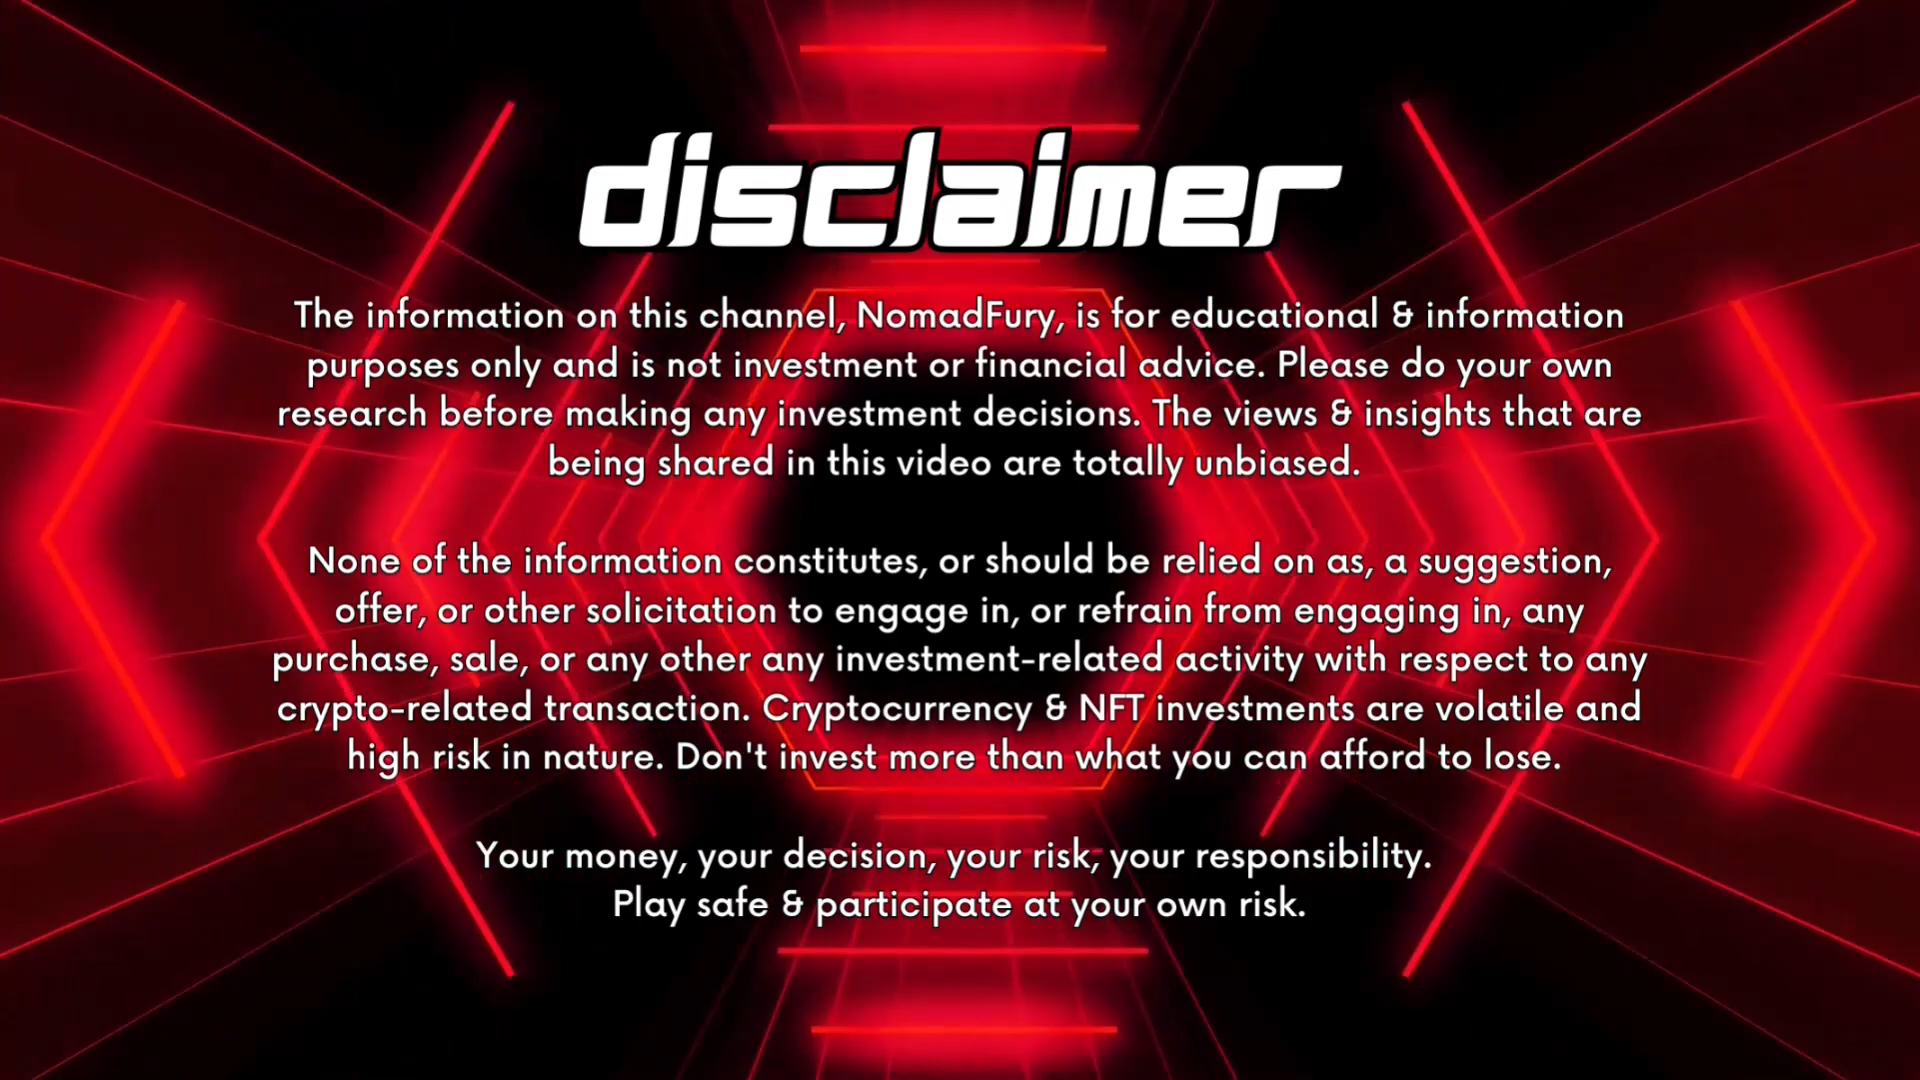 disclaimer
The information on this channel, NomadFury, is for educational & information
purposes only and is not investment or financial advice. Please do your own
research before making any investment decisions. The views & insights that are
being shared in this video are totally unbiased.
None of the information constitutes, or should be relied on as, a suggestion,
offer, or other solicitation to engage in, or refrain from engaging in, any
purchase, sale, or any other any investment-related activity with respect to any
crypto-related transaction. Cryptocurrency & NFT investments are volatile and
high risk in nature. Don't invest more than what you can afford to lose.
Your money, your decision, your risk, your responsibility.
Play safe & participate at your own risk.